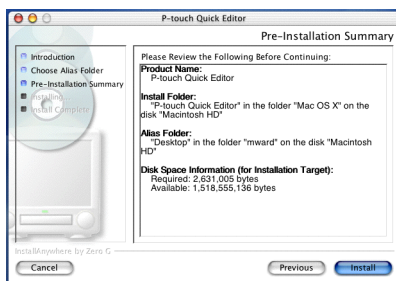 P-touch Quick Editor
Pre-Installation Summary
Introduction
Choose Alias Folder
Pre-Installation Summary
Installing...
Install Complete
Please Review the Following Before Continuing:
Product Name:
P-touch Quick Editor
Install Folder:
"P-touch Quick Editor" in the folder "Mac OS X" on the
disk "Macintosh HD"
Alias Folder:
"Desktop" in the folder "mward" on the disk "Macintosh
HD"
Disk Space Information (for Installation Target):
Required: 2,631,005 bytes
Available: 1,518,555,136 bytes
InstallAnywhere by Zero G
Cancel
Previous
Install